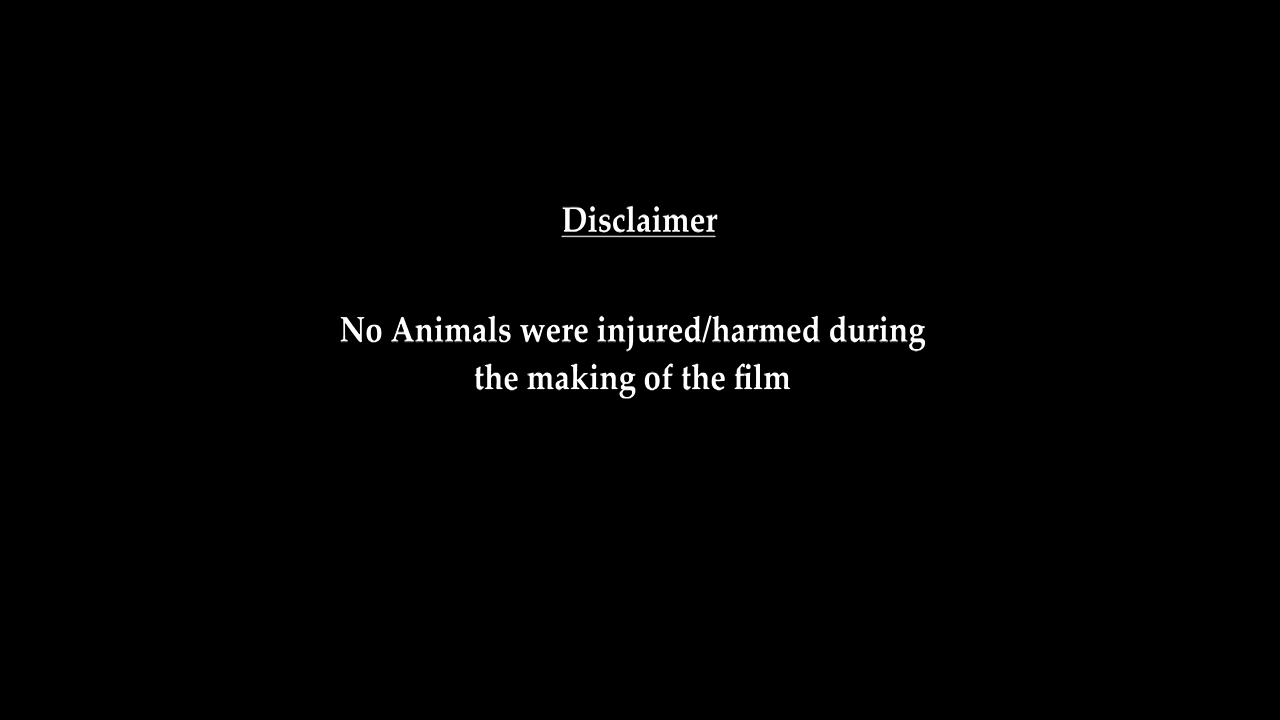 Disclaimer
No Animals were injured/harmed during
the making of the film